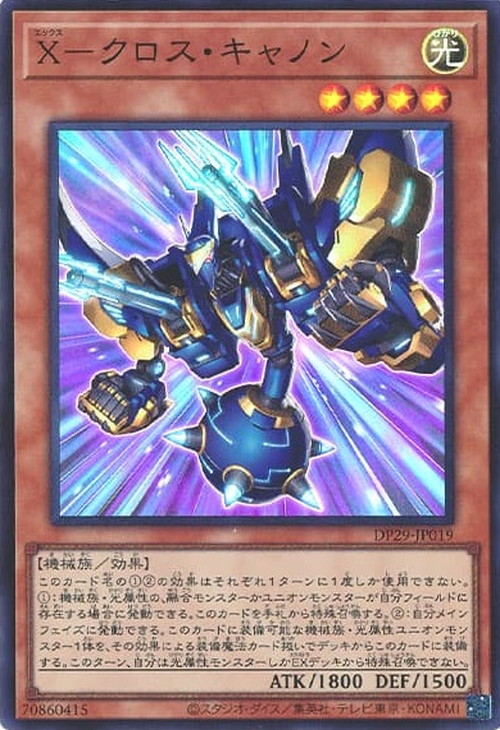 エックス
X－クロス・キャノン
ひかり
光
DP29-JP019
【機械族／効果】
このカード名の①②の効果はそれぞれ１ターンに１度しか使用できない。
①：機械族・光属性の、融合モンスターかユニオンモンスターが自分フィールドに
存在する場合に発動できる。このカードを手札から特殊召喚する。②：自分メイン
フェイズに発動できる。このカードに装備可能な機械族・光属性ユニオンモン
スター１体を、その効果による装備魔法カード扱いでデッキからこのカードに装備
する。このターン、自分は光属性モンスターしかEXデッキから特殊召喚できない。
ATK/1800 DEF/1500
70860415
©スタジオ・ダイス／集英社・テレビ東京・KONAMI